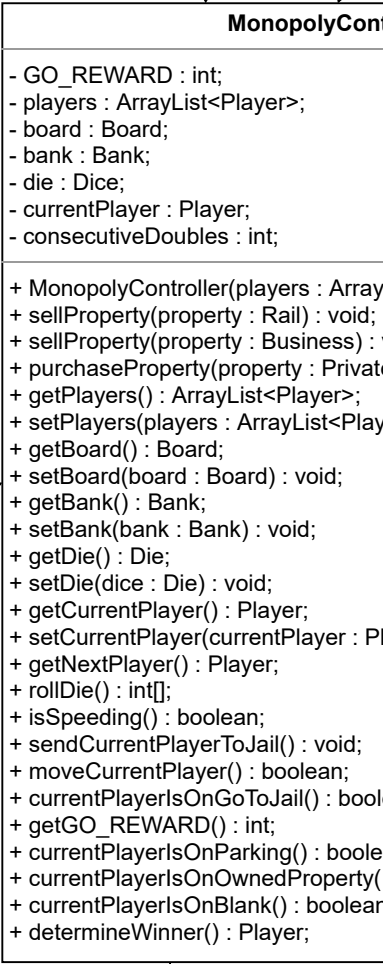 MonopolyCont
- GO_REWARD : int;
- players : ArrayList<Player>;
- board : Board;
- bank : Bank;
- die : Dice;
- currentPlayer : Player;
- consecutiveDoubles : int;
+ MonopolyController(players : Array
+ sellProperty(property : Rail) : void;
+ sellProperty(property : Business) :
+ purchaseProperty(property : Private
+ getPlayers() : ArrayList<Player>;
+ setPlayers(players : ArrayList<Play
+ getBoard() : Board;
+ setBoard(board : Board) : void;
+ getBank() : Bank;
+ setBank(bank : Bank) : void;
+ getDie() : Die;
+ setDie(dice : Die) : void;
+ getCurrentPlayer() : Player;
+ setCurrentPlayer(currentPlayer : Pl
+ getNextPlayer() : Player;
+ rollDie() : int[];
+ isSpeeding() : boolean;
+ sendCurrentPlayerToJail() : void;
+ moveCurrentPlayer() : boolean;
+ currentPlayerIsOnGoToJail() : bool
+ getGO_REWARD() : int;
+ currentPlayerIsOnParking() : boole
+ currentPlayerIsOnOwnedProperty(
+ currentPlayerIsOnBlank() : boolean
+ determineWinner() : Player;